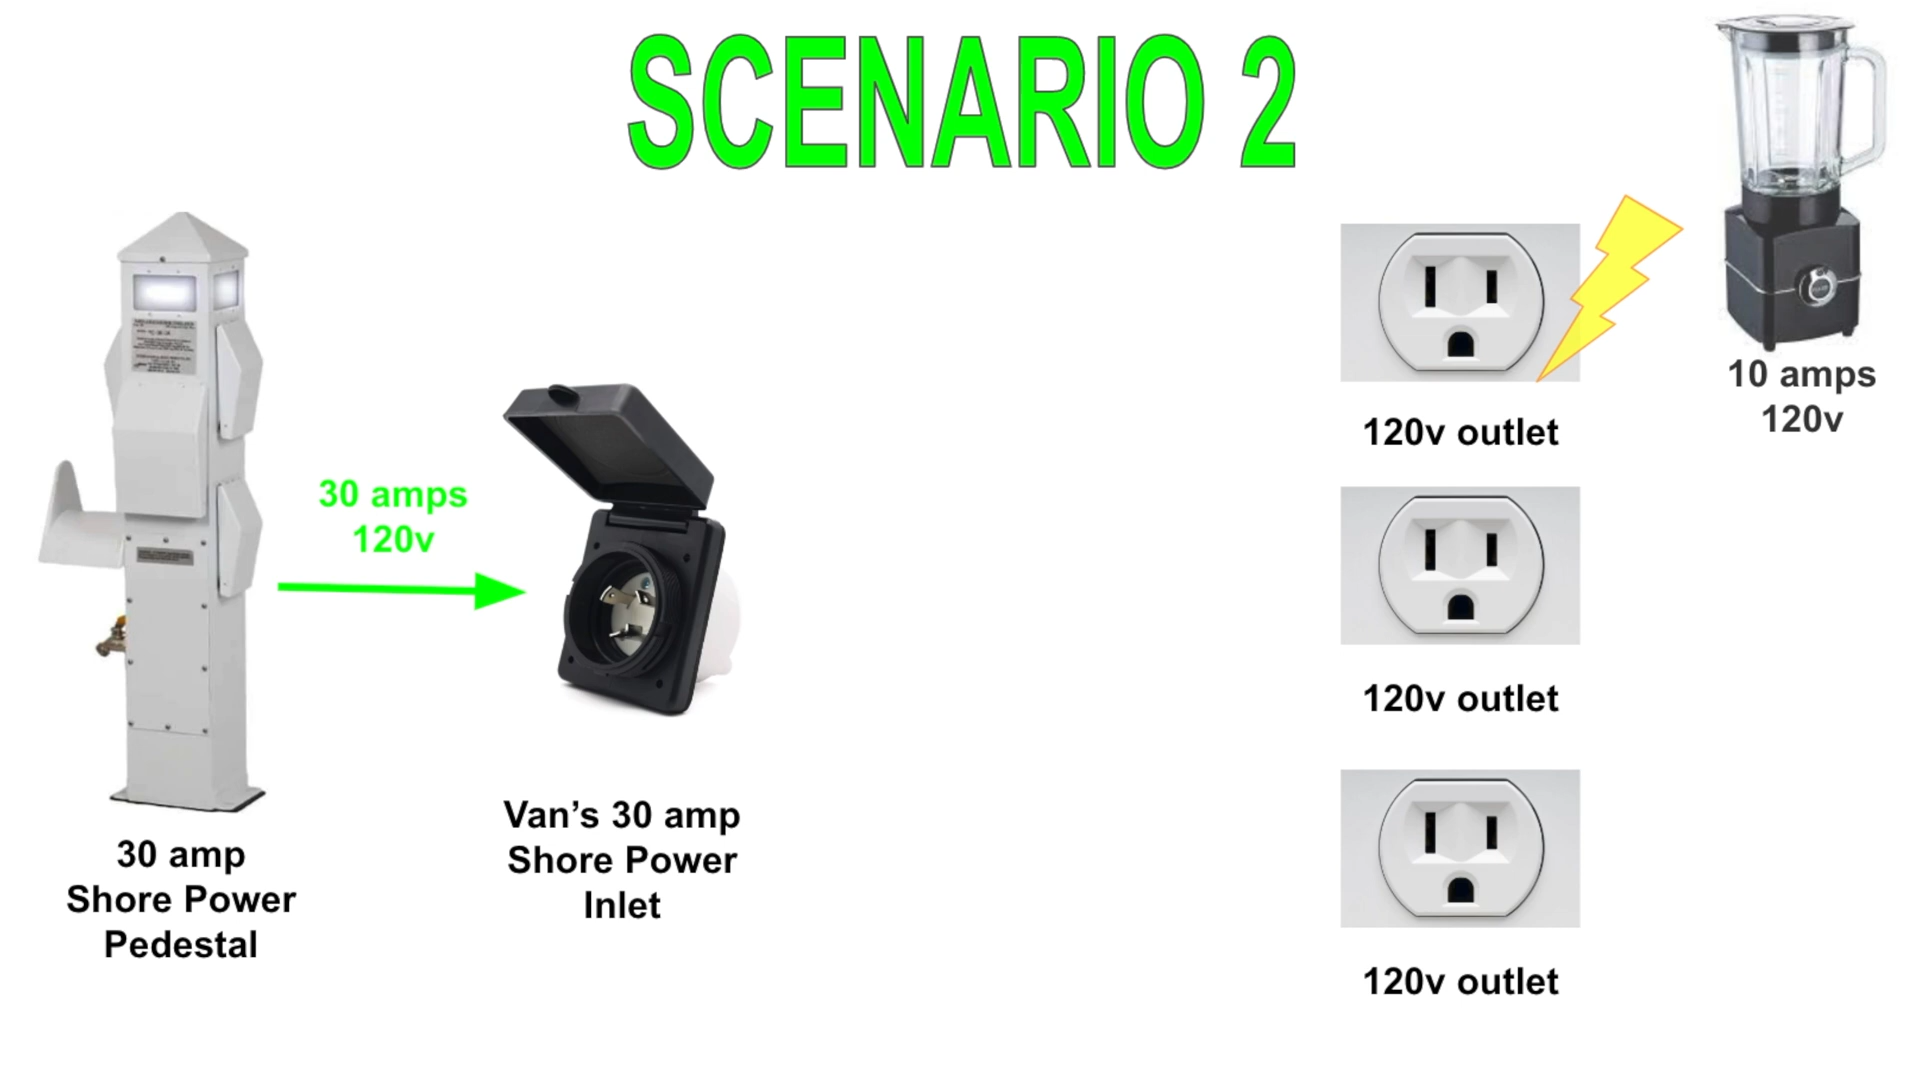 SCENARIO 2
10 amps
120v
120v outlet
30 amps
120v
120v outlet
Van’s 30 amp
Shore Power
Inlet
30 amp
Shore Power
Pedestal
120v outlet